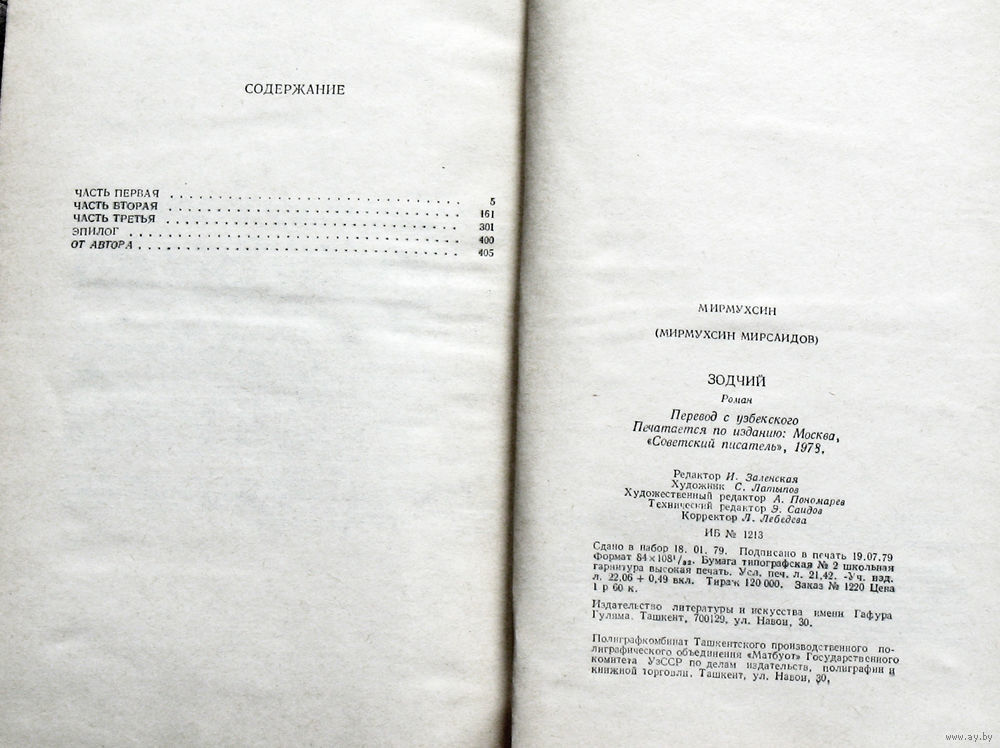 СОДЕРЖАНИЕ
ЧАСТЬ ПЕРВАЯ . . . . . . . . . . . . . . . . . . . . . . . . 5
ЧАСТЬ ВТОРАЯ . . . . . . . . . . . . . . . . . . . . . . . . 161
ЧАСТЬ ТРЕТЬЯ . . . . . . . . . . . . . . . . . . . . . . . . 301
ЭПИЛОГ . . . . . . . . . . . . . . . . . . . . . . . . . . . 400
ОТ АВТОРА . . . . . . . . . . . . . . . . . . . . . . . . . . 405
МИРМУХСИН
(МИРМУХСИН МИРСАИДОВ)
ЗОДЧИЙ
Роман
Перевод с узбекского
Печатается по изданию: Москва,
«Советский писатель», 1978.
Редактор И. Заленская
Художник С. Латыпов
Художественный редактор А. Пономарев
Технический редактор Э. Саидов
Корректор Л. Лебедева
ИБ № 1213
Сдано в набор 18. 01. 79. Подписано в печать 19.07.79
Формат 84×108¹/₃₂. Бумага типографская № 2 школьная
гарнитура высокая печать. Усл. печ. л. 21,42. -Уч. изд.
л. 22,06 + 0,49 вкл. Тираж 120 000. Заказ № 1220 Цена
1 р 60 к.
Издательство литературы и искусства имени Гафура
Гуляма. Ташкент, 700129, ул. Навои, 30.
Полиграфкомбинат Ташкентского производственного по-
лиграфического объединения «Матбуот» Государственного
комитета УзССР по делам издательств, полиграфии и
книжной торговли. Ташкент, ул. Навои, 30,
www.ay.by